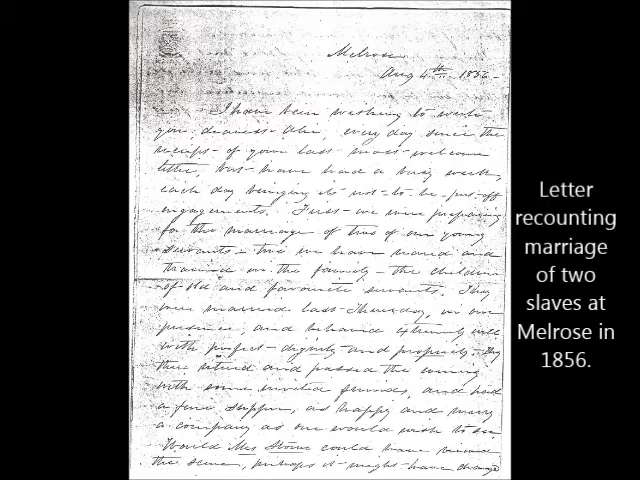 Melrose
Aug 4th 1856 -
I have been wishing to write
you, dearest Alie, every day since the
receipt of your last most welcome
letter, but have had a busy week,
each day bringing its not to be put off
engagements. First we were preparing
for the marriage of two of our young
servants - two we have reared and
trained in the family - the children
of old and favourite servants. They
were married last Thursday, in our
presence, and behaved extremely well
with perfect dignity and propriety. They
then retired and passed the evening
with some invited friends, and had
a fine supper, as happy and merry
a company as one would wish to see
Would Mrs Stowe could have viewed
the scene, perhaps it might have changed
Letter
recounting
marriage
of two
slaves at
Melrose in
1856.